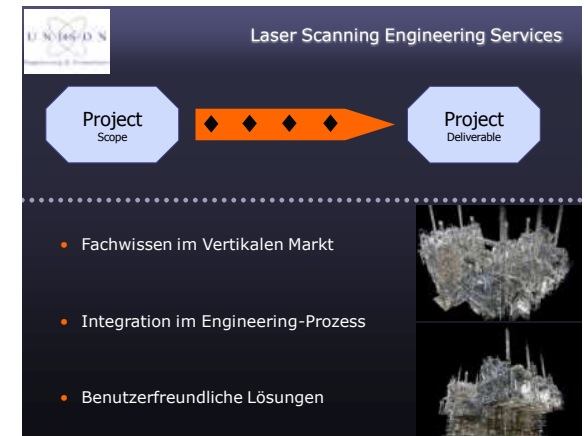 Laser Scanning Engineering Services
Project
Scope
Project
Deliverable
Fachwissen im Vertikalen Markt
Integration im Engineering-Prozess
Benutzerfreundliche Lösungen